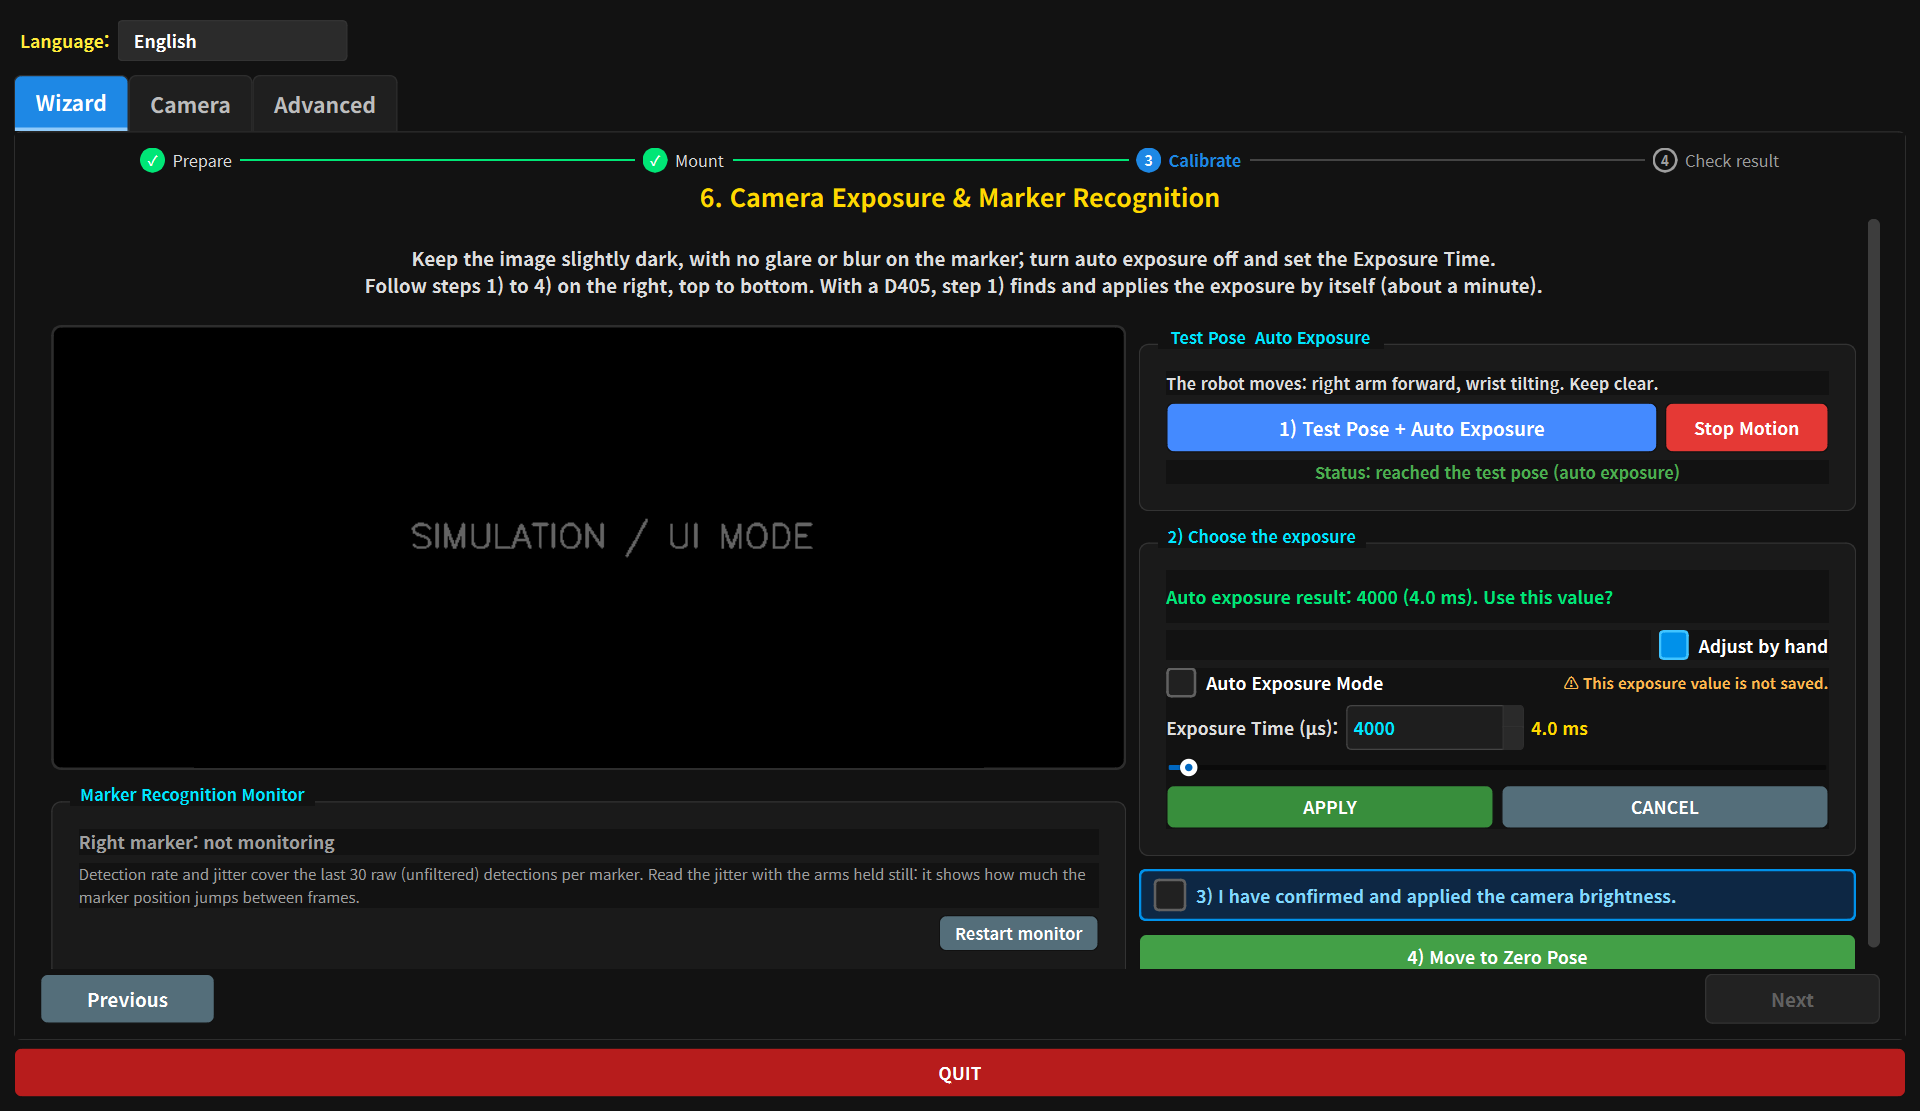 Language: English
Wizard Camera Advanced
✓ Prepare ✓ Mount 3 Calibrate 4 Check result
6. Camera Exposure & Marker Recognition
Keep the image slightly dark, with no glare or blur on the marker; turn auto exposure off and set the Exposure Time.
Follow steps 1) to 4) on the right, top to bottom. With a D405, step 1) finds and applies the exposure by itself (about a minute).
SIMULATION / UI MODE
Marker Recognition Monitor
Right marker: not monitoring
Detection rate and jitter cover the last 30 raw (unfiltered) detections per marker. Read the jitter with the arms held still: it shows how much the
marker position jumps between frames.
Restart monitor
Test Pose  Auto Exposure
The robot moves: right arm forward, wrist tilting. Keep clear.
1) Test Pose + Auto Exposure Stop Motion
Status: reached the test pose (auto exposure)
2) Choose the exposure
Auto exposure result: 4000 (4.0 ms). Use this value?
Adjust by hand
Auto Exposure Mode ⚠ This exposure value is not saved.
Exposure Time (µs): 4000 4.0 ms
APPLY CANCEL
3) I have confirmed and applied the camera brightness.
4) Move to Zero Pose
Previous Next
QUIT